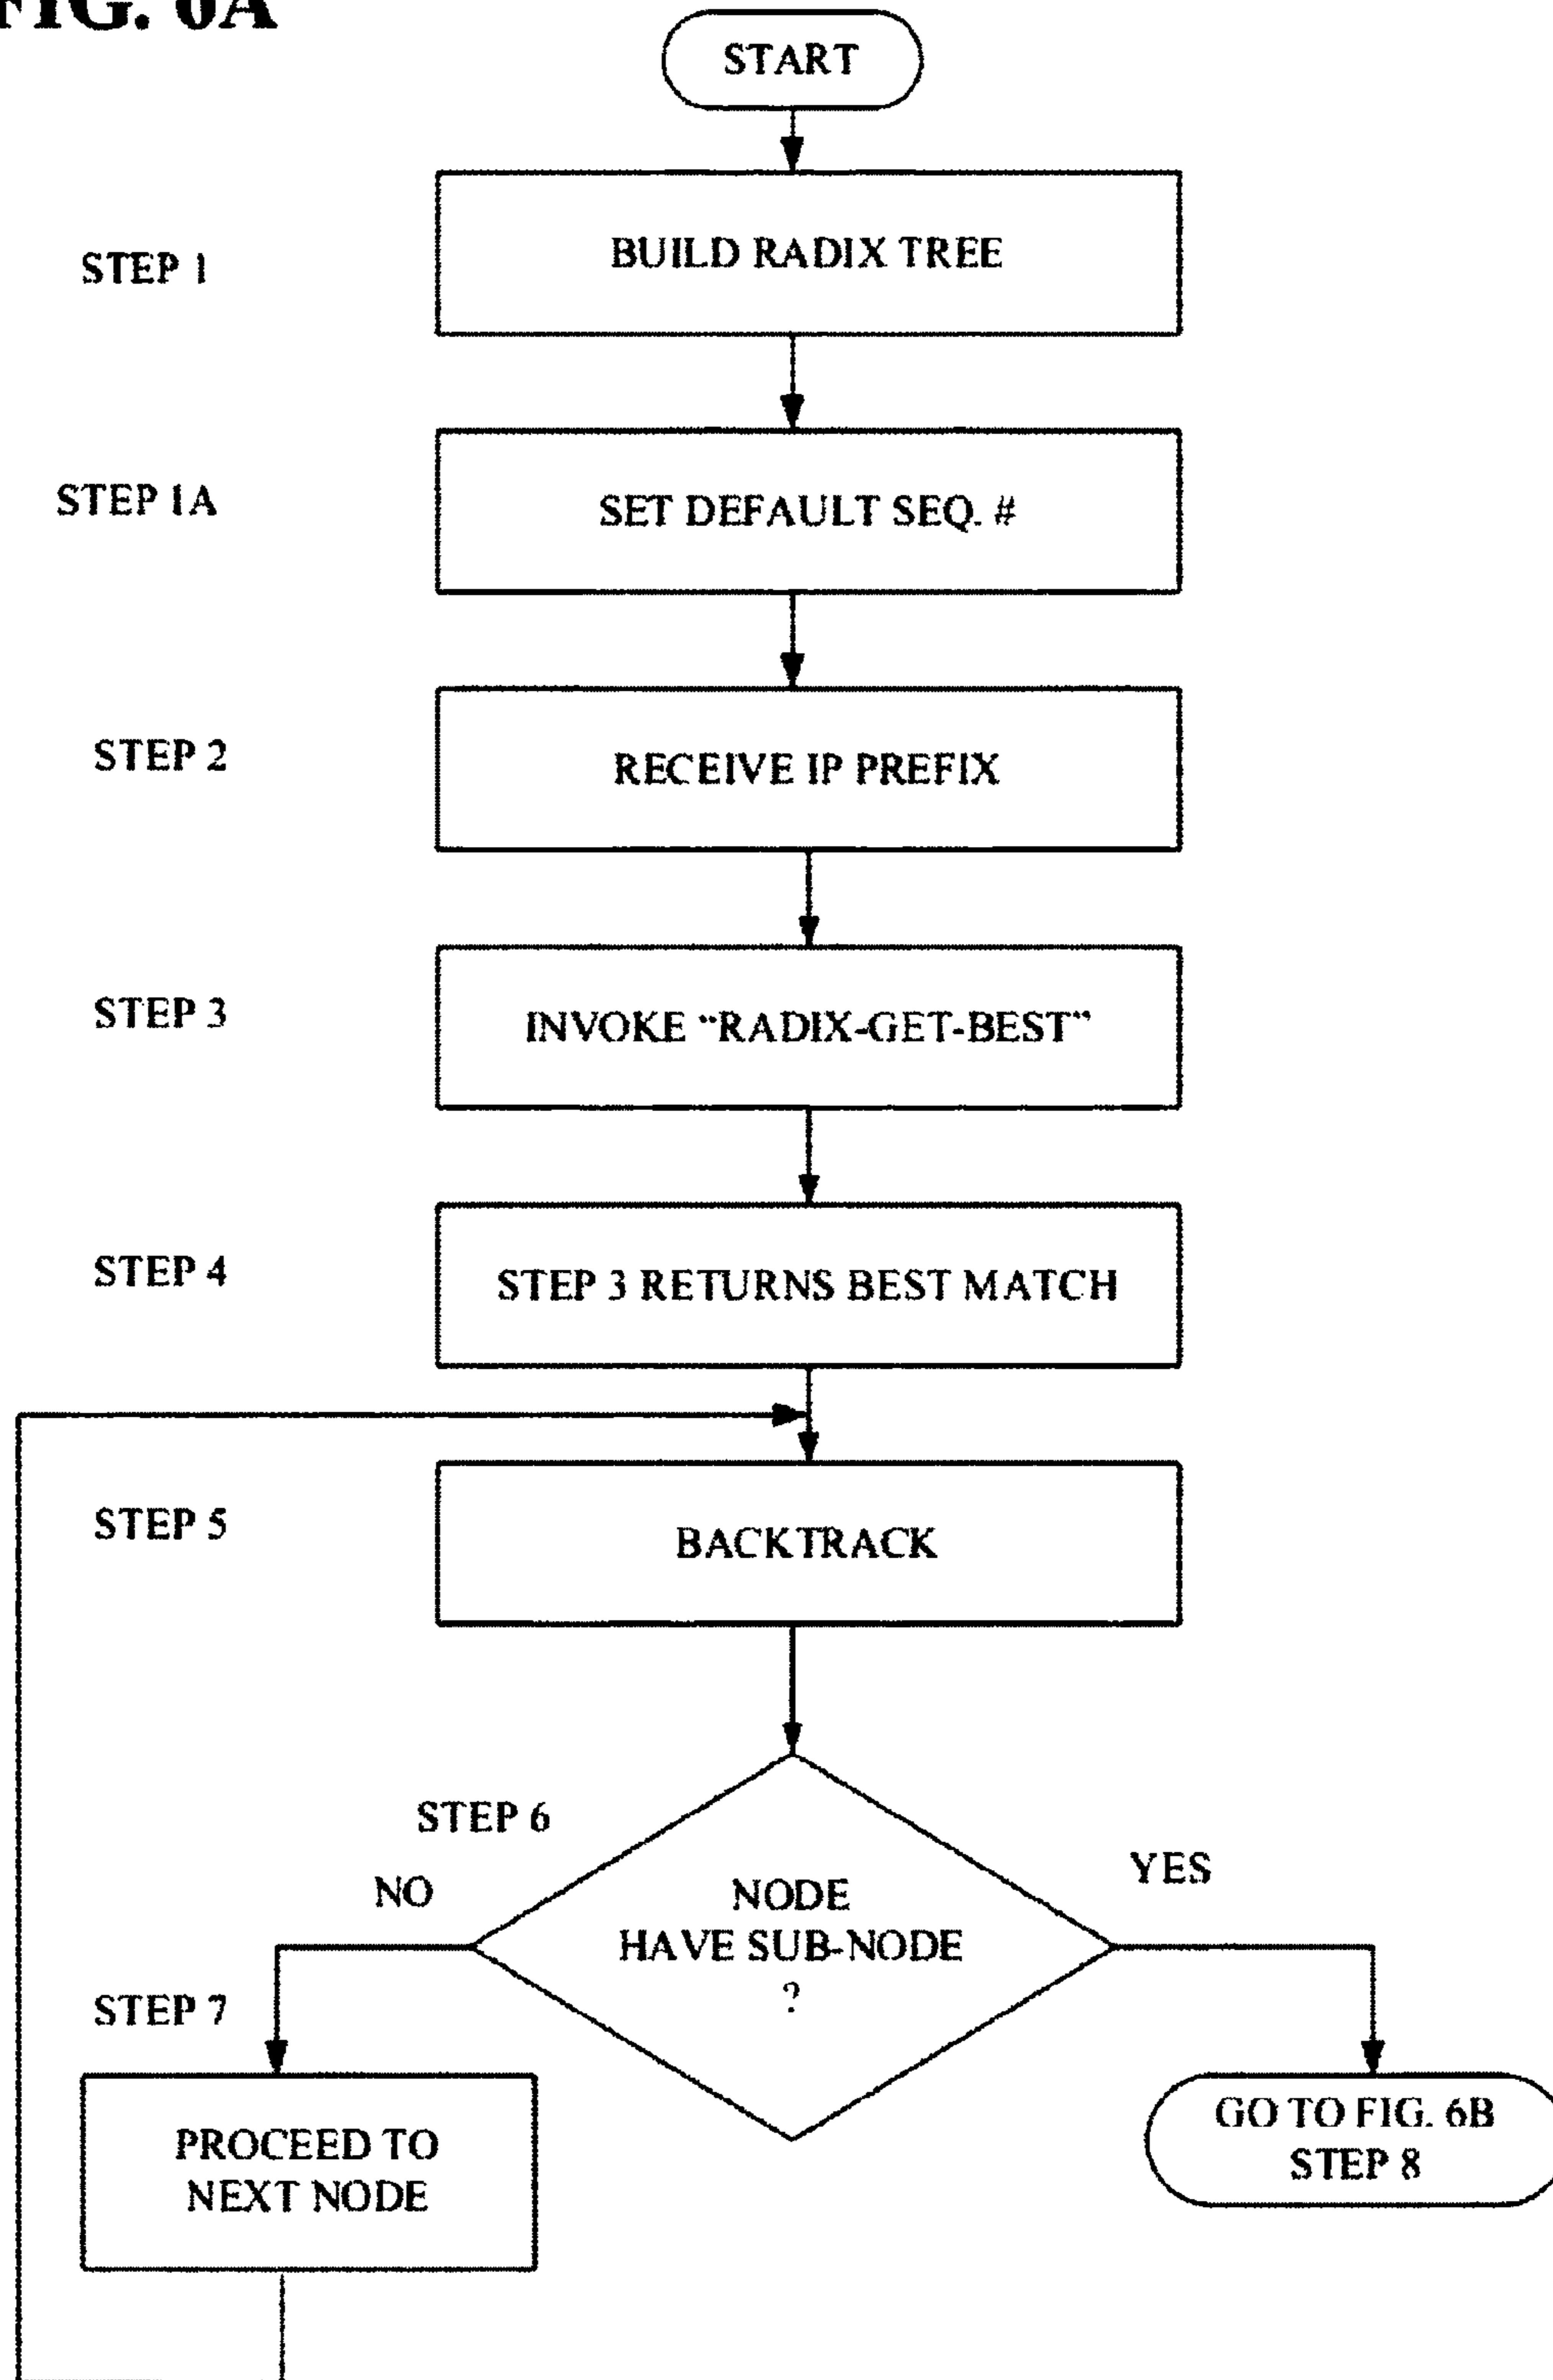 FIG. 6A
START
STEP 1
BUILD RADIX TREE
STEP 1A
SET DEFAULT SEQ. #
STEP 2
RECEIVE IP PREFIX
STEP 3
INVOKE “RADIX-GET-BEST”
STEP 4
STEP 3 RETURNS BEST MATCH
STEP 5
BACKTRACK
STEP 6
NO
NODE
HAVE SUB-NODE
?
YES
STEP 7
PROCEED TO
NEXT NODE
GO TO FIG. 6B
STEP 8